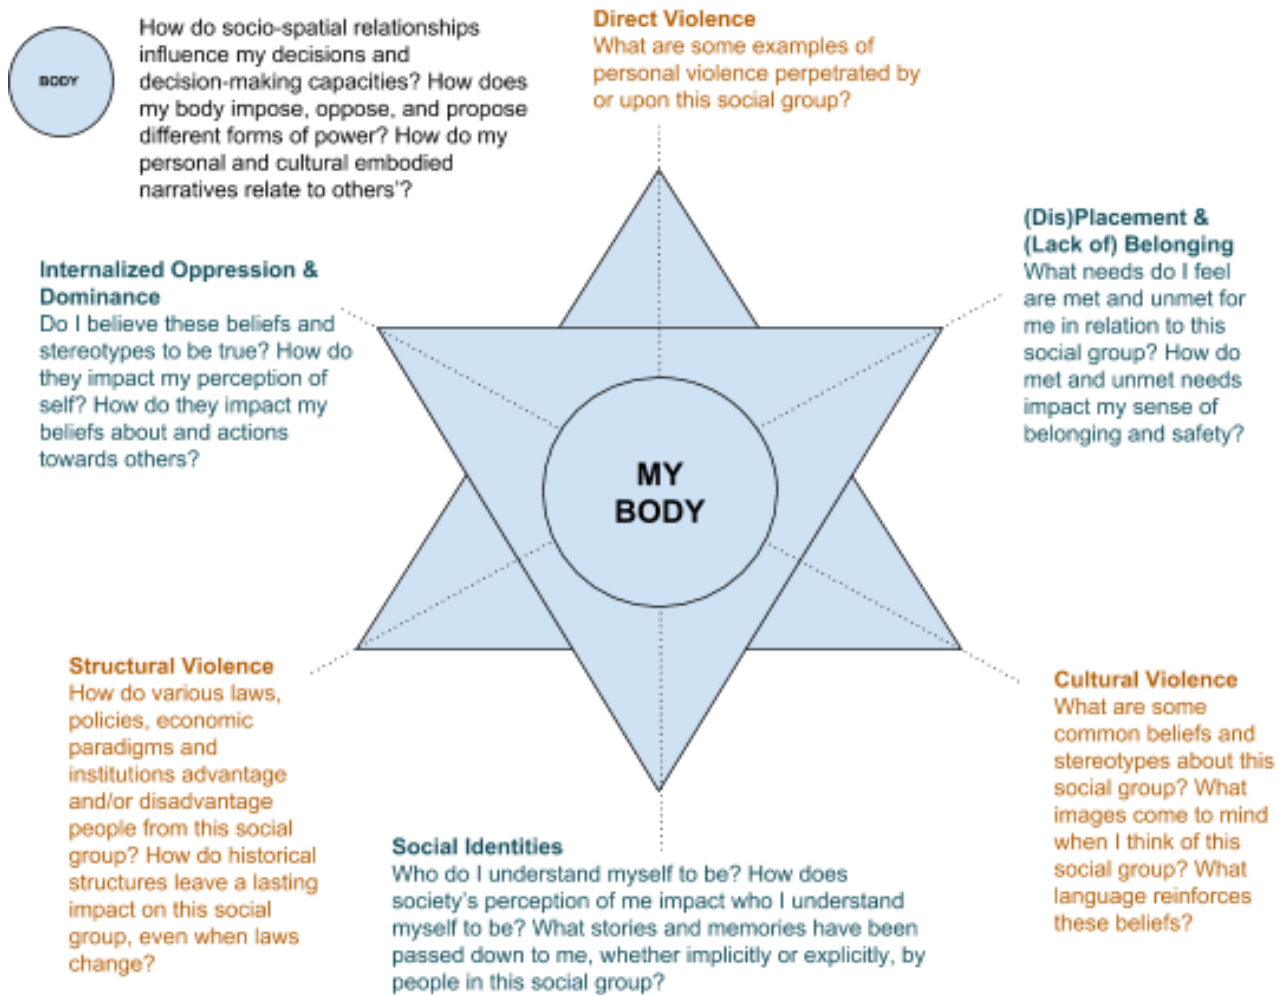 BODY
How do socio-spatial relationships
influence my decisions and
decision-making capacities? How does
my body impose, oppose, and propose
different forms of power? How do my
personal and cultural embodied
narratives relate to others'?
Direct Violence
What are some examples of
personal violence perpetrated by
or upon this social group?
(Dis)Placement &
(Lack of) Belonging
What needs do I feel
are met and unmet for
me in relation to this
social group? How do
met and unmet needs
impact my sense of
belonging and safety?
Internalized Oppression &
Dominance
Do I believe these beliefs and
stereotypes to be true? How do
they impact my perception of
self? How do they impact my
beliefs about and actions
towards others?
MY
BODY
Structural Violence
How do various laws,
policies, economic
paradigms and
institutions advantage
and/or disadvantage
people from this social
group? How do historical
structures leave a lasting
impact on this social
group, even when laws
change?
Cultural Violence
What are some
common beliefs and
stereotypes about this
social group? What
images come to mind
when I think of this
social group? What
language reinforces
these beliefs?
Social Identities
Who do I understand myself to be? How does
society's perception of me impact who I understand
myself to be? What stories and memories have been
passed down to me, whether implicitly or explicitly, by
people in this social group?